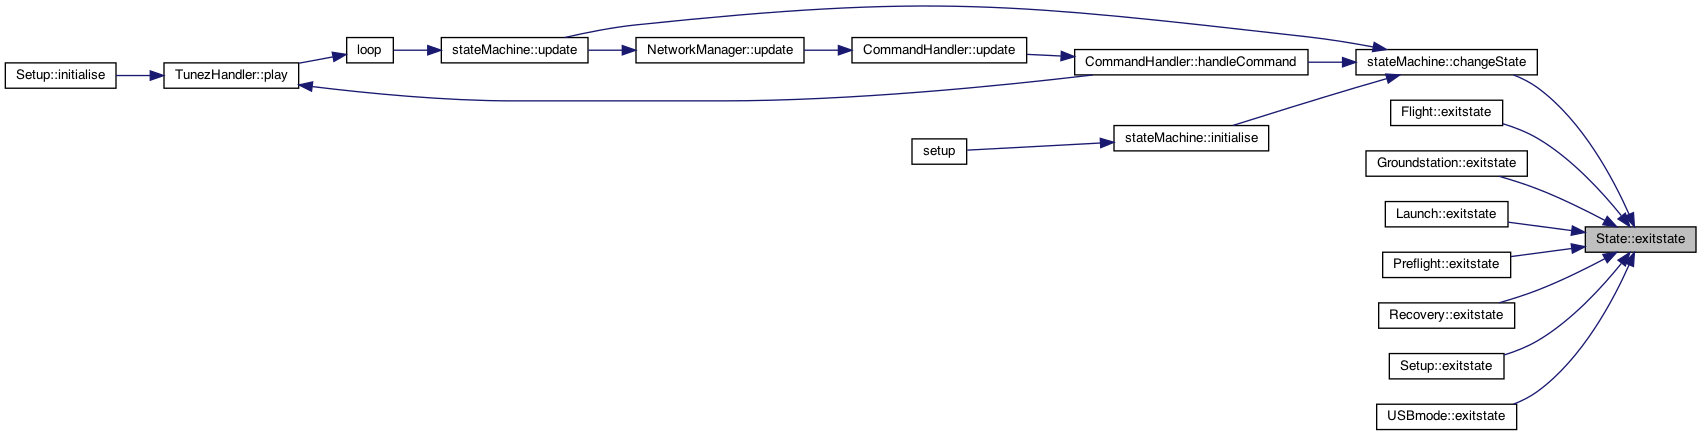 Setup::initialise
TunezHandler::play
loop
stateMachine::update
NetworkManager::update
CommandHandler::update
CommandHandler::handleCommand
stateMachine::changeState
setup
stateMachine::initialise
Flight::exitstate
Groundstation::exitstate
Launch::exitstate
State::exitstate
Preflight::exitstate
Recovery::exitstate
Setup::exitstate
USBmode::exitstate